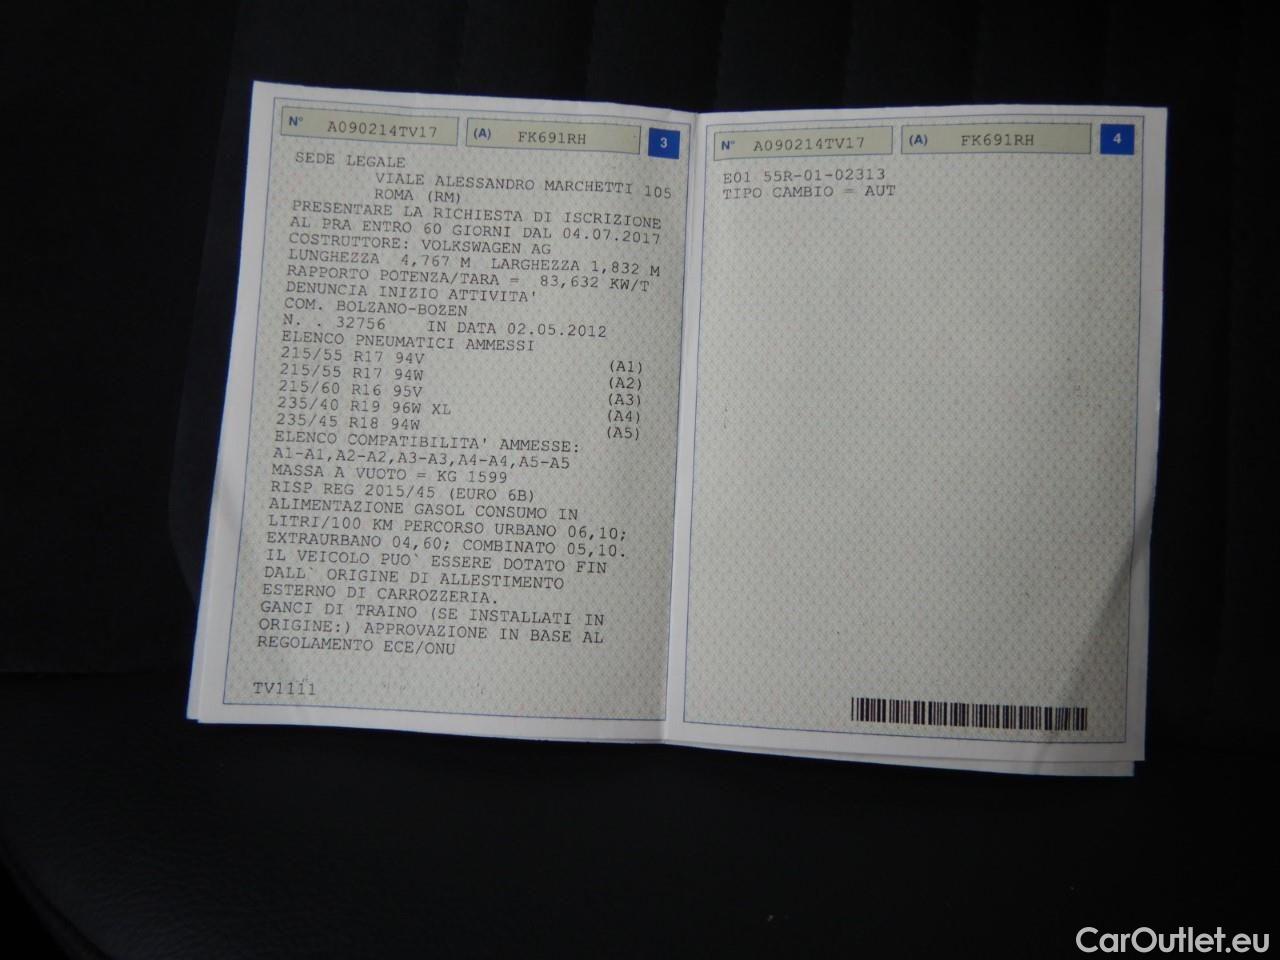 N° A090214TV17 (A) FK691RH 3
SEDE LEGALE
VIALE ALESSANDRO MARCHETTI 105
ROMA (RM)
PRESENTARE LA RICHIESTA DI ISCRIZIONE
AL PRA ENTRO 60 GIORNI DAL 04.07.2017
COSTRUTTORE: VOLKSWAGEN AG
LUNGHEZZA 4,767 M LARGHEZZA 1,832 M
RAPPORTO POTENZA/TARA = 83,632 KW/T
DENUNCIA INIZIO ATTIVITA'
COM. BOLZANO-BOZEN
N. . 32756 IN DATA 02.05.2012
ELENCO PNEUMATICI AMMESSI
215/55 R17 94V (A1)
215/55 R17 94W (A2)
215/60 R16 95V (A3)
235/40 R19 96W XL (A4)
235/45 R18 94W (A5)
ELENCO COMPATIBILITA' AMMESSE:
A1-A1,A2-A2,A3-A3,A4-A4,A5-A5
MASSA A VUOTO = KG 1599
RISP REG 2015/45 (EURO 6B)
ALIMENTAZIONE GASOL CONSUMO IN
LITRI/100 KM PERCORSO URBANO 06,10;
EXTRAURBANO 04,60; COMBINATO 05,10.
IL VEICOLO PUO` ESSERE DOTATO FIN
DALL` ORIGINE DI ALLESTIMENTO
ESTERNO DI CARROZZERIA.
GANCI DI TRAINO (SE INSTALLATI IN
ORIGINE:) APPROVAZIONE IN BASE AL
REGOLAMENTO ECE/ONU
TV1111
N° A090214TV17 (A) FK691RH 4
E01 55R-01-02313
TIPO CAMBIO = AUT
CarOutlet.eu